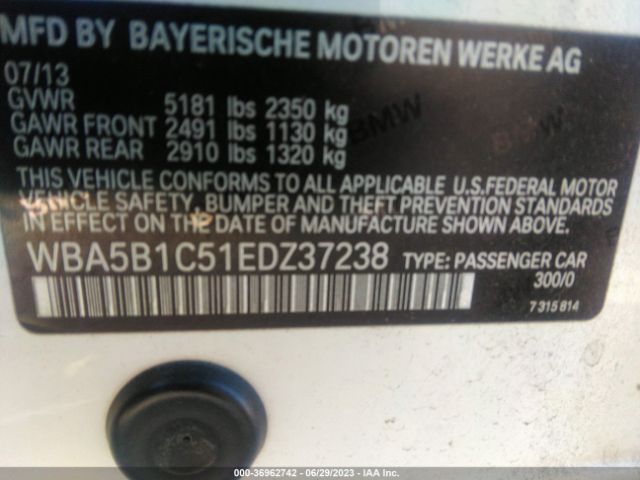 MFD BY BAYERISCHE MOTOREN WERKE AG
07/13
GVWR 5181 lbs 2350 kg
GAWR FRONT 2491 lbs 1130 kg
GAWR REAR 2910 lbs 1320 kg
BMW
THIS VEHICLE CONFORMS TO ALL APPLICABLE U.S.FEDERAL MOTOR
VEHICLE SAFETY, BUMPER AND THEFT PREVENTION STANDARDS
IN EFFECT ON THE DATE OF MANUFACTURE SHOWN ABOVE.
WBA5B1C51EDZ37238 TYPE: PASSENGER CAR
300/0
7315814
000-36962742 / 06/29/2023 - IAA Inc.